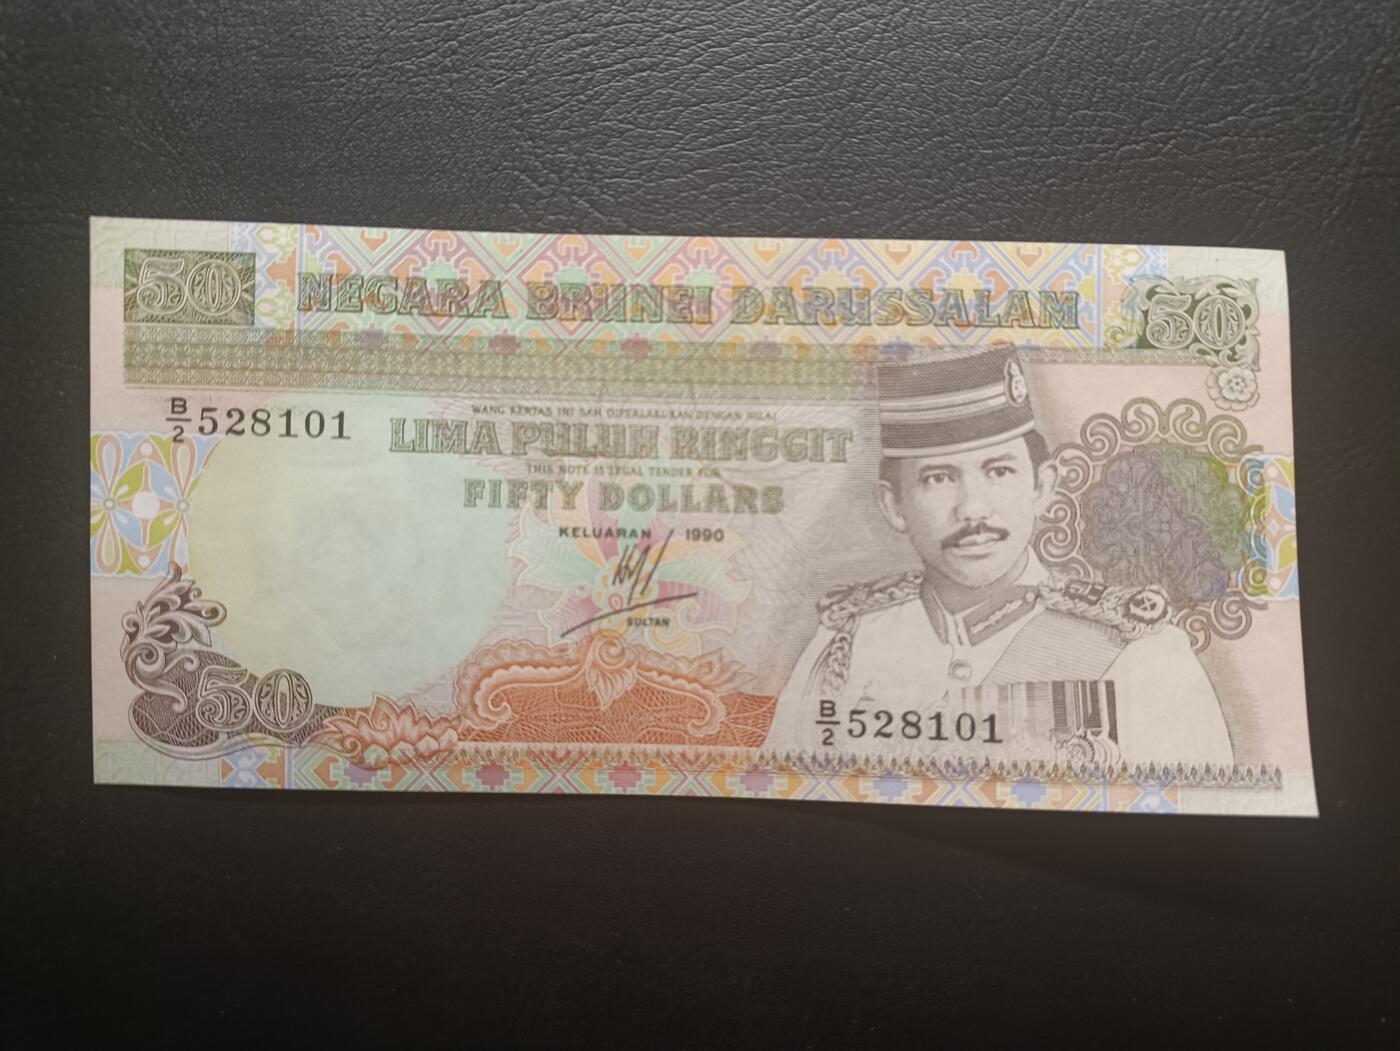 50 NEGARA BRUNEI DARUSSALAM 50
B/2 528101
WANG KERTAS INI SAH DIPERLAKUKAN DENGAN NILAI
LIMA PULUH RINGGIT
THIS NOTE IS LEGAL TENDER FOR
FIFTY DOLLARS
KELUARAN 1990
SULTAN
50
B/2 528101